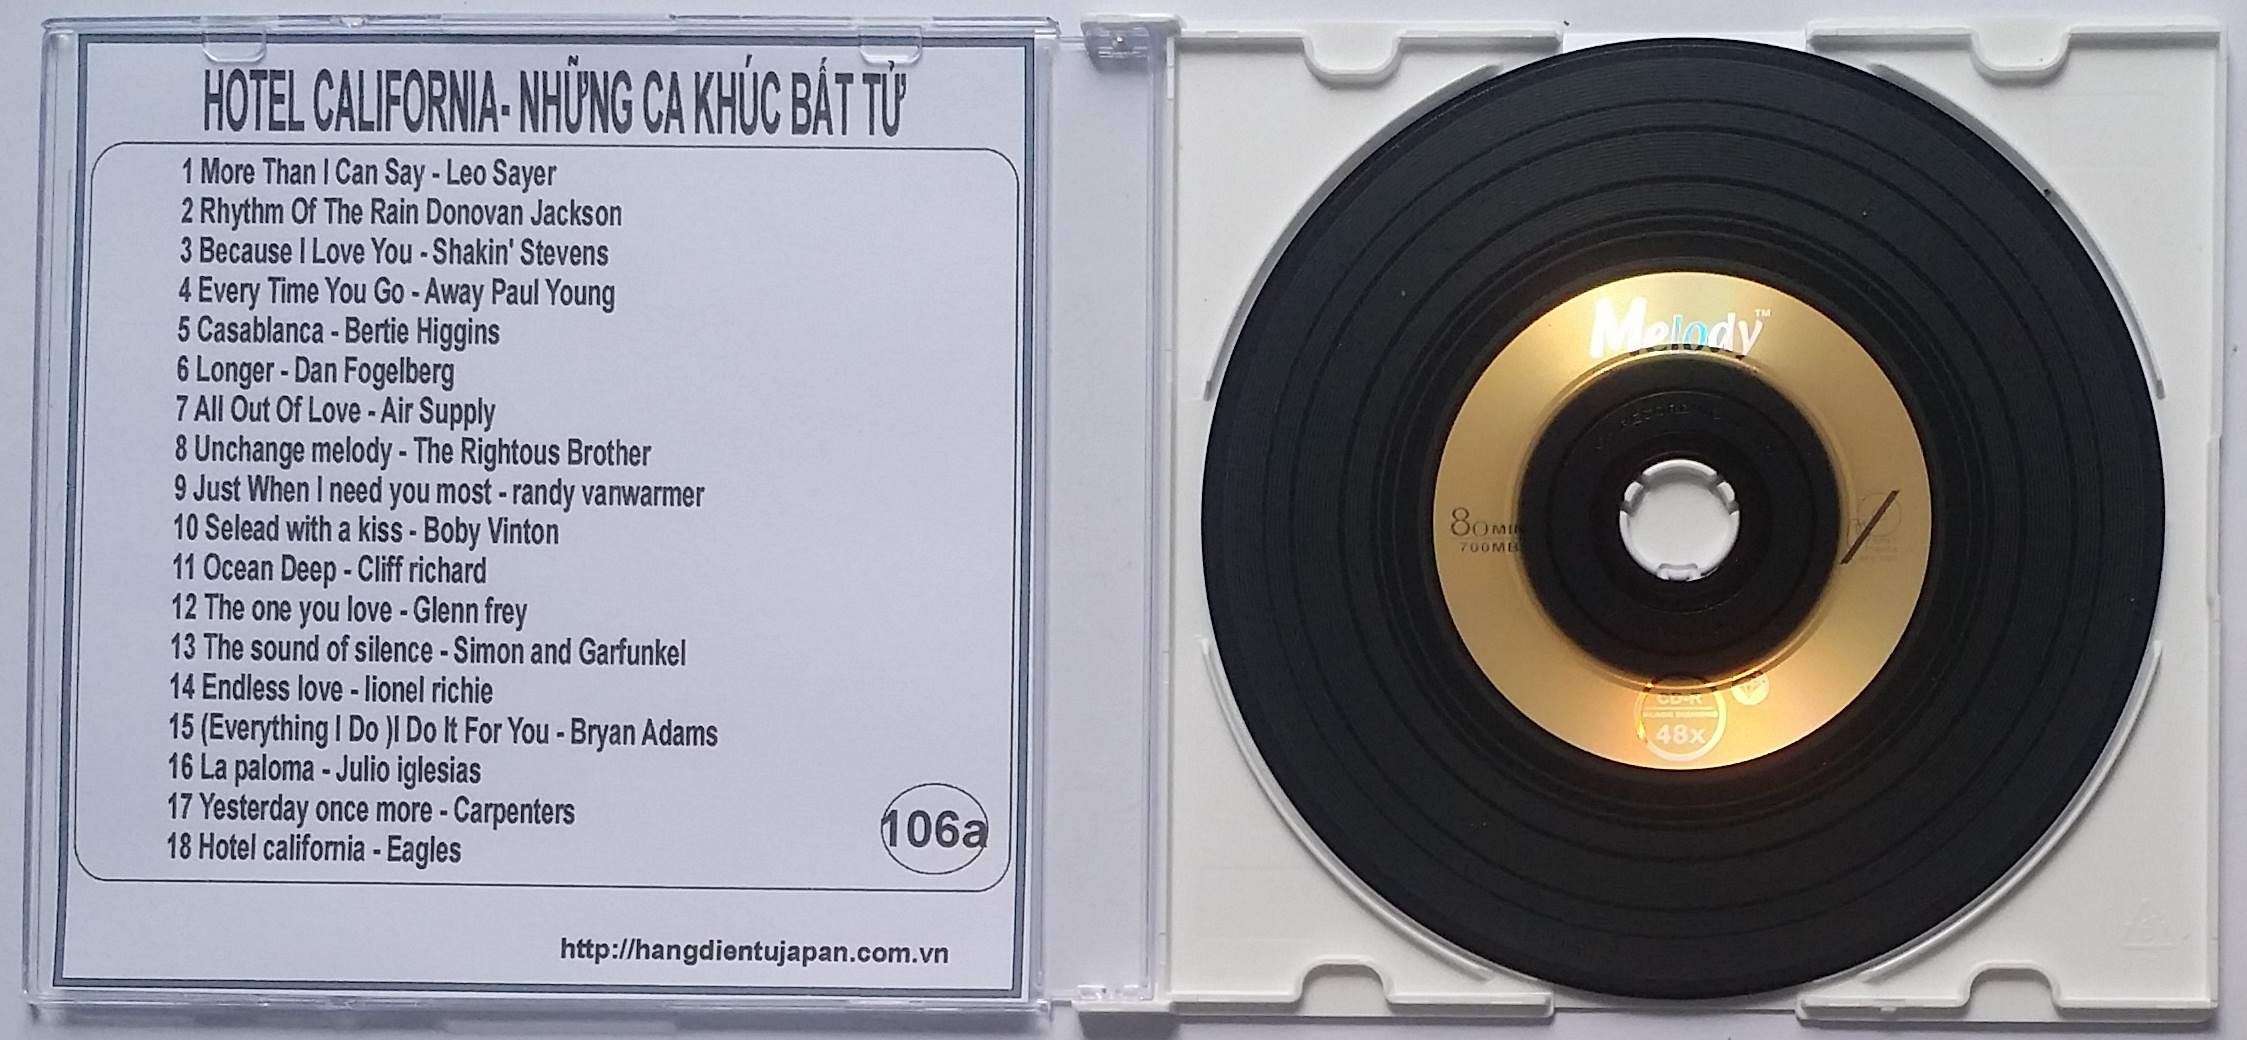 HOTEL CALIFORNIA- NHỮNG CA KHÚC BẤT TỬ
1 More Than I Can Say - Leo Sayer
2 Rhythm Of The Rain Donovan Jackson
3 Because I Love You - Shakin' Stevens
4 Every Time You Go - Away Paul Young
5 Casablanca - Bertie Higgins
6 Longer - Dan Fogelberg
7 All Out Of Love - Air Supply
8 Unchange melody - The Rightous Brother
9 Just When I need you most - randy vanwarmer
10 Selead with a kiss - Boby Vinton
11 Ocean Deep - Cliff richard
12 The one you love - Glenn frey
13 The sound of silence - Simon and Garfunkel
14 Endless love - lionel richie
15 (Everything I Do )I Do It For You - Bryan Adams
16 La paloma - Julio iglesias
17 Yesterday once more - Carpenters
18 Hotel california - Eagles
106a
http://hangdientujapan.com.vn
Melody™
80MIN
700MB
CD-R
48x